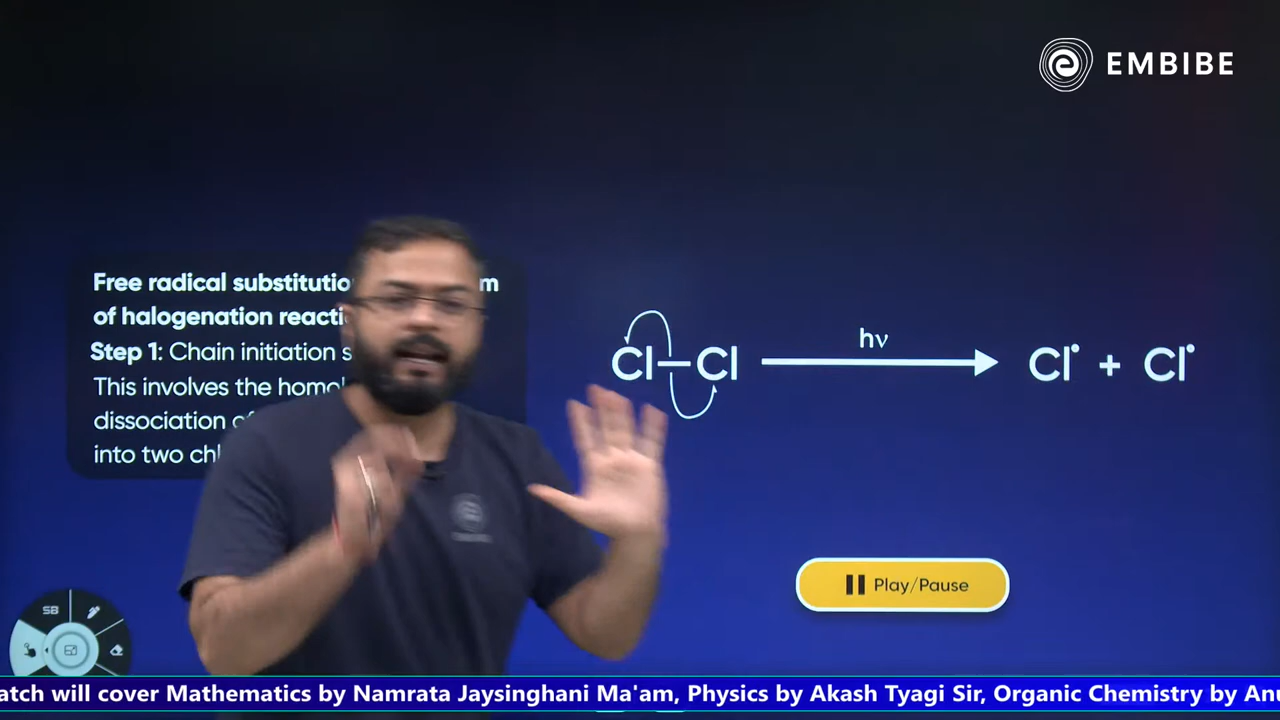 EMBIBE
Free radical substitutio m
of halogenation reacti
Step 1: Chain initiation s
This involves the homol
dissociation o
into two chl
Cl—Cl hν Cl• + Cl•
Play/Pause
SB
atch will cover Mathematics by Namrata Jaysinghani Ma'am, Physics by Akash Tyagi Sir, Organic Chemistry by Anu